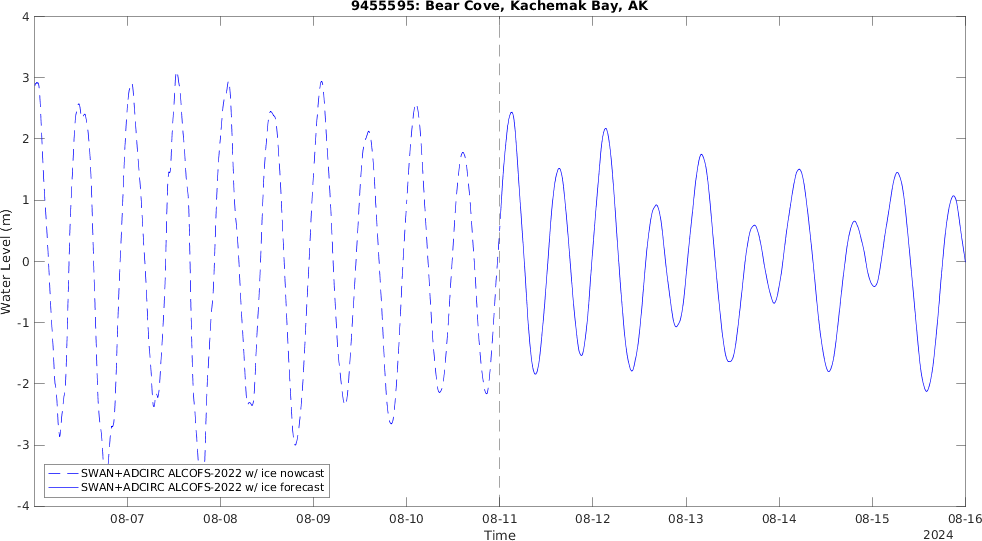 9455595: Bear Cove, Kachemak Bay, AK
4
3
2
1
0
-1
-2
-3
-4
Water Level (m)
SWAN+ADCIRC ALCOFS-2022 w/ ice nowcast
SWAN+ADCIRC ALCOFS-2022 w/ ice forecast
08-07 08-08 08-09 08-10 08-11 08-12 08-13 08-14 08-15 08-16
Time
2024